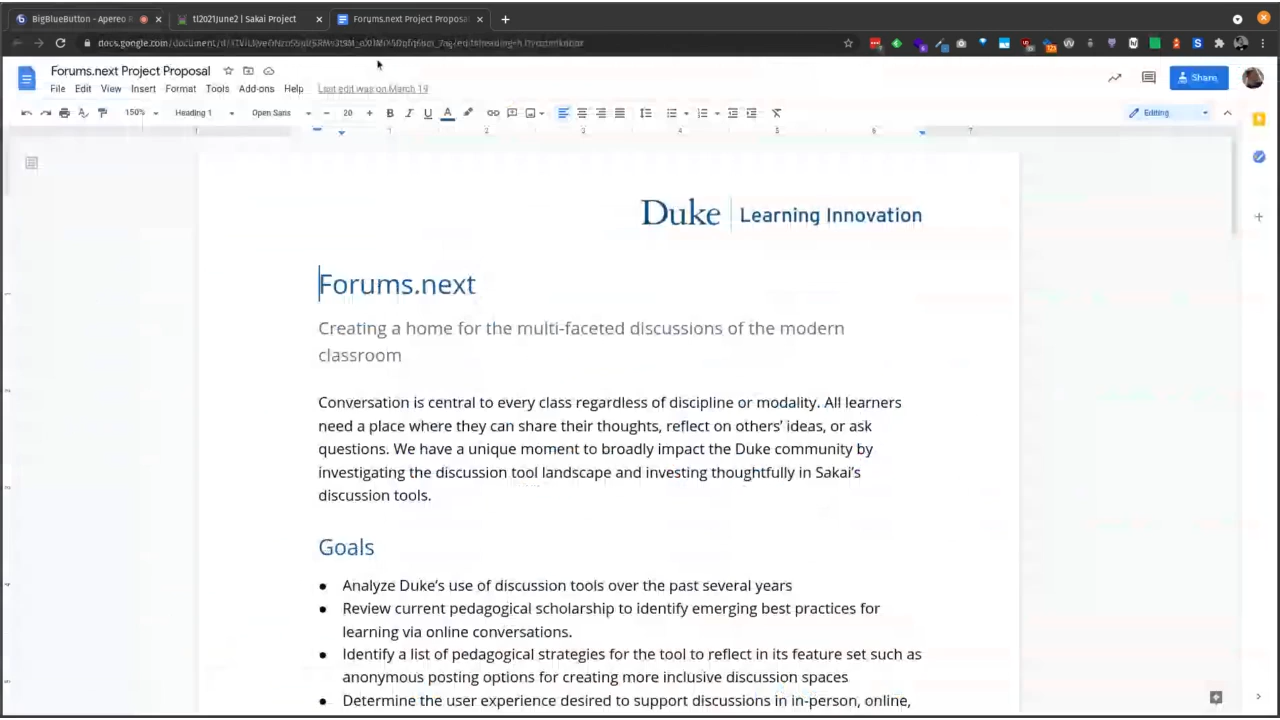 BigBlueButton - Apereo
tl2021june2 | Sakai Project
Forums.next Project Proposal
Forums.next Project Proposal
Share
File Edit View Insert Format Tools Add-ons Help Last edit was on March 19
150% Heading 1 Open Sans 20 Editing
1 1 2 3 4 5 6 7
Duke Learning Innovation
Forums.next
Creating a home for the multi-faceted discussions of the modern
classroom
Conversation is central to every class regardless of discipline or modality. All learners
need a place where they can share their thoughts, reflect on others’ ideas, or ask
questions. We have a unique moment to broadly impact the Duke community by
investigating the discussion tool landscape and investing thoughtfully in Sakai’s
discussion tools.
Goals
● Analyze Duke’s use of discussion tools over the past several years
● Review current pedagogical scholarship to identify emerging best practices for
learning via online conversations.
● Identify a list of pedagogical strategies for the tool to reflect in its feature set such as
anonymous posting options for creating more inclusive discussion spaces
● Determine the user experience desired to support discussions in in-person, online,